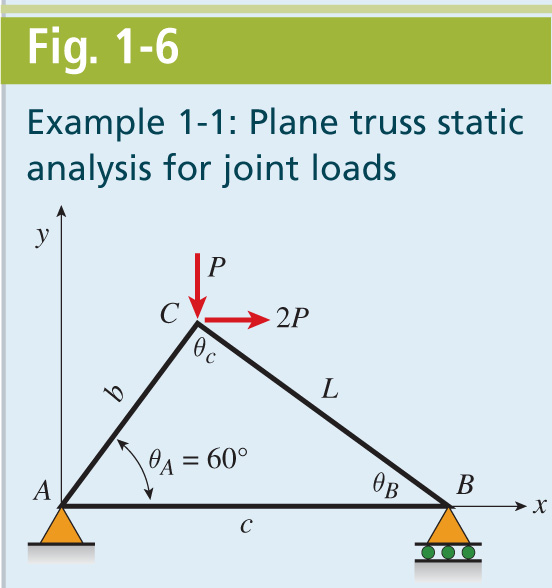 Fig. 1-6
Example 1-1: Plane truss static
analysis for joint loads
y
P
C
2P
θc
b
L
θA = 60°
A
θB
B
x
c